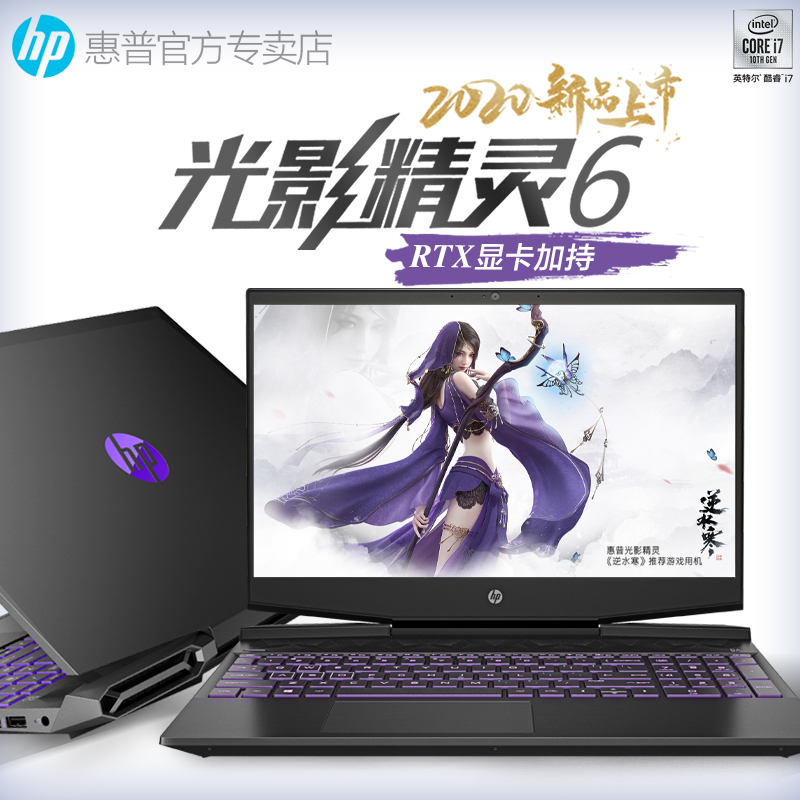 hp 惠普官方专卖店
intel
CORE i7
10TH GEN
英特尔® 酷睿™ i7
2020新品上市
光影精灵6
RTX显卡加持
hp
逆水寒
惠普光影精灵
《逆水寒》推荐游戏用机
hp